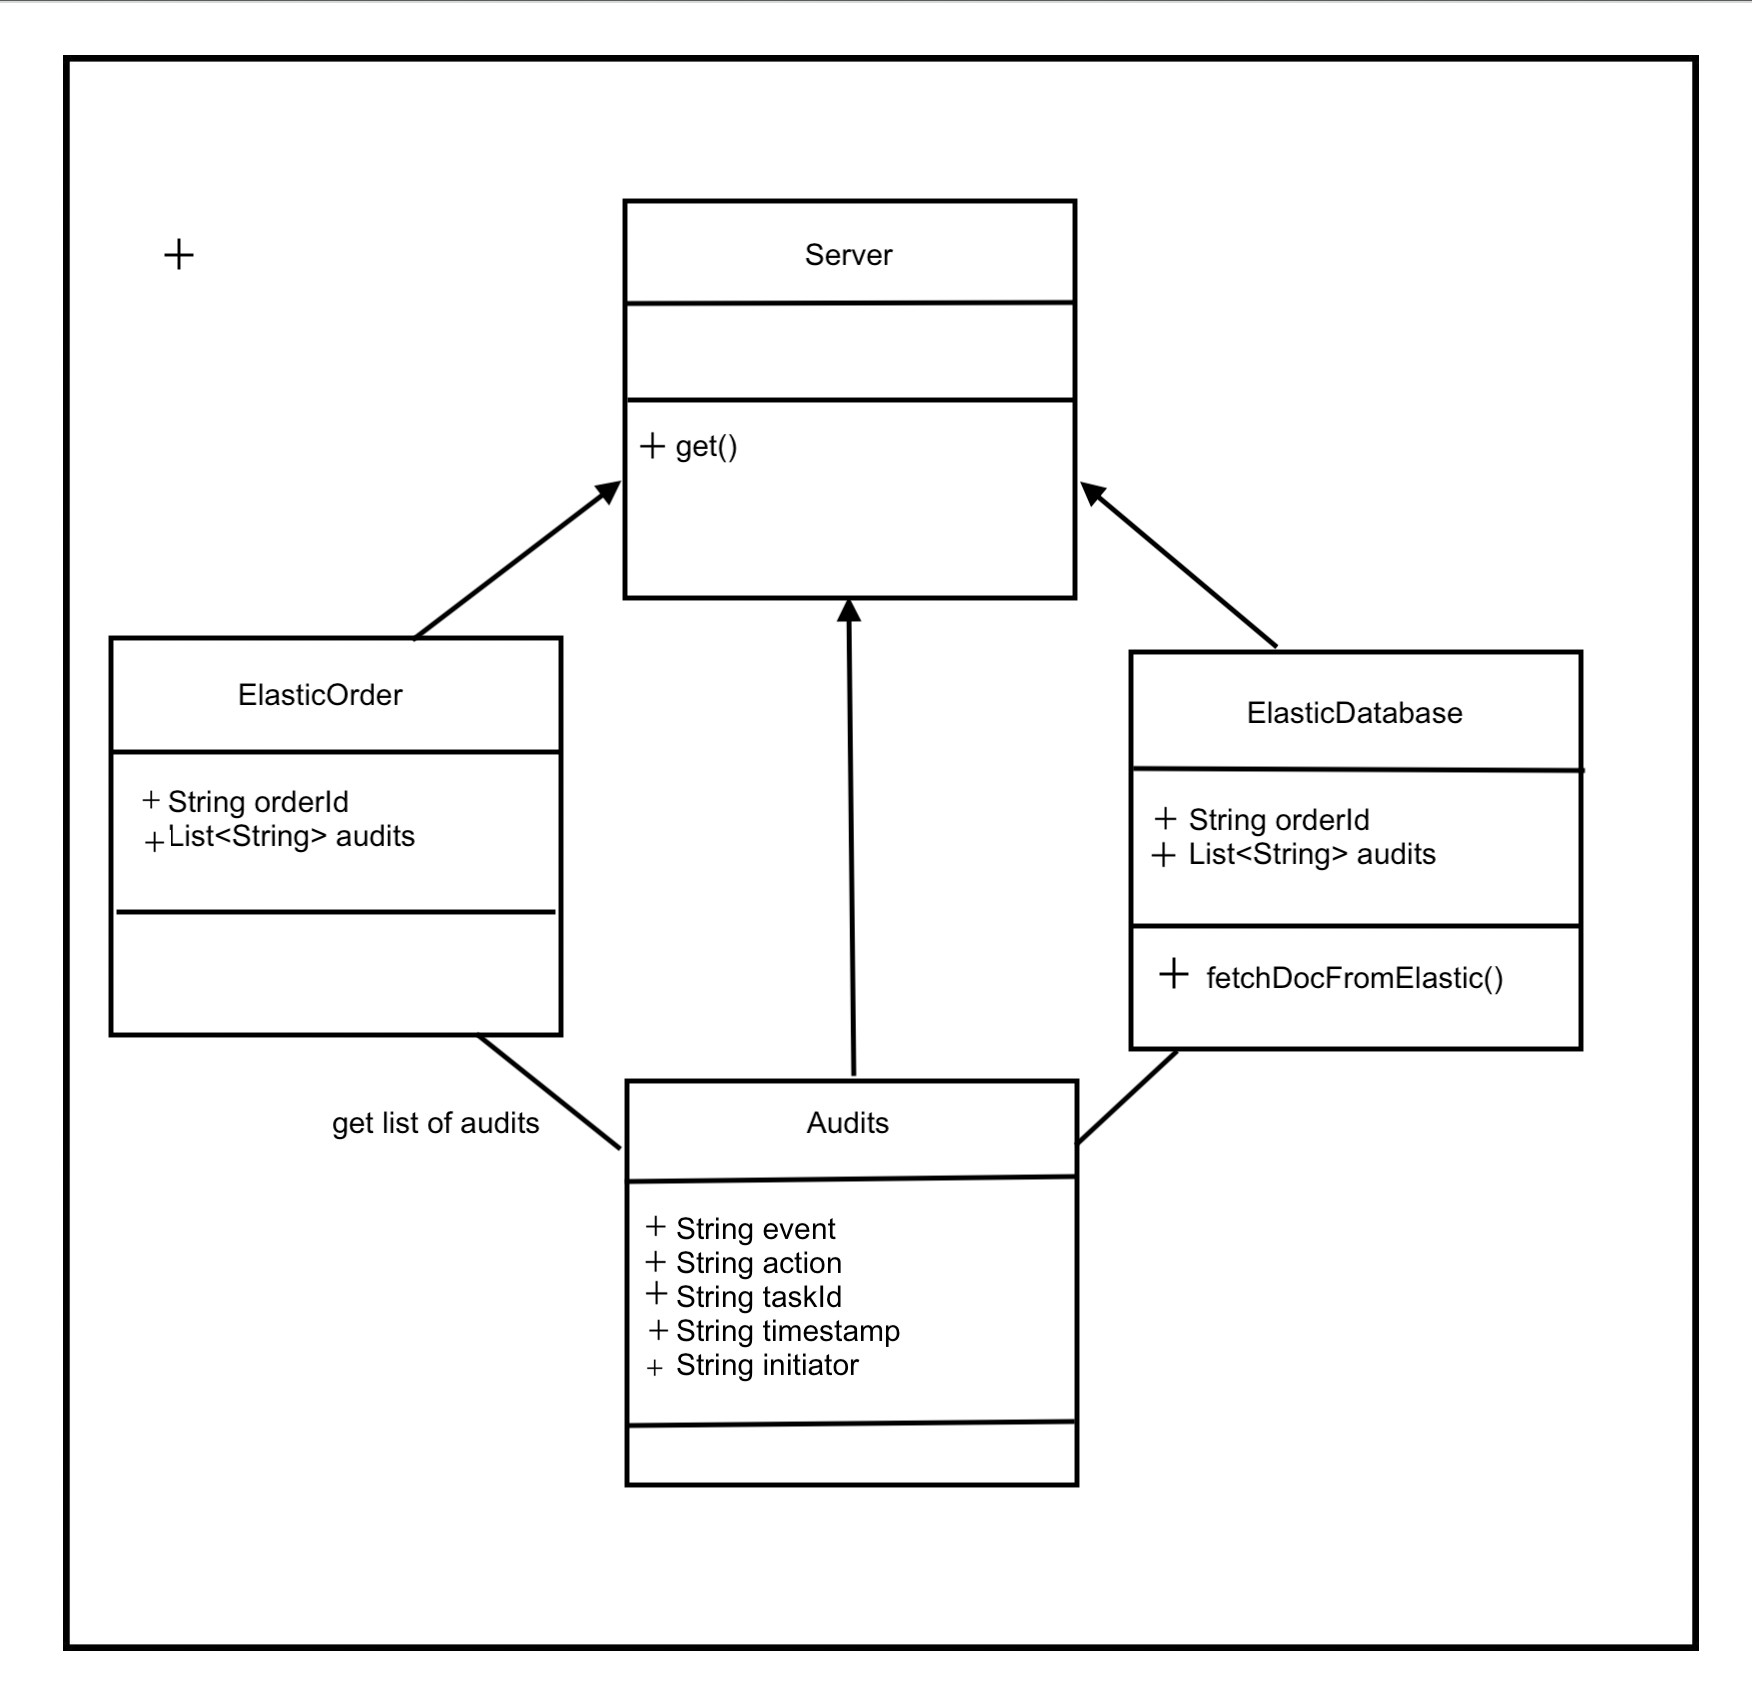 +
Server
+ get()
ElasticOrder
+ String orderId
+ List<String> audits
ElasticDatabase
+ String orderId
+ List<String> audits
+ fetchDocFromElastic()
get list of audits
Audits
+ String event
+ String action
+ String taskId
+ String timestamp
+ String initiator